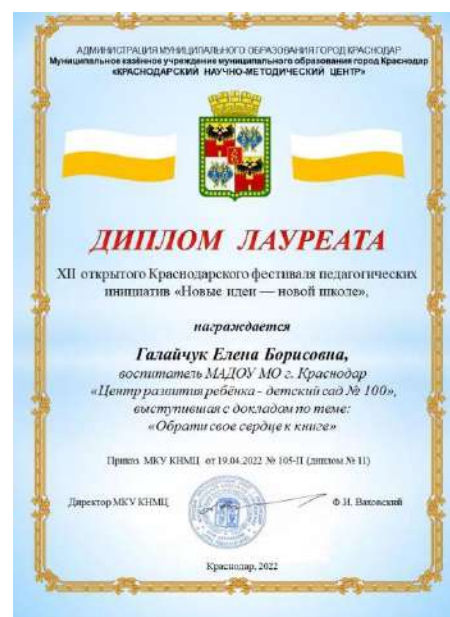 АДМИНИСТРАЦИЯ МУНИЦИПАЛЬНОГО ОБРАЗОВАНИЯ ГОРОД КРАСНОДАР
Муниципальное казённое учреждение муниципального образования город Краснодар
«КРАСНОДАРСКИЙ НАУЧНО-МЕТОДИЧЕСКИЙ ЦЕНТР»
ДИПЛОМ ЛАУРЕАТА
XII открытого Краснодарского фестиваля педагогических
инициатив «Новые идеи — новой школе»,
награждается
Галайчук Елена Борисовна,
воспитатель МАДОУ МО г. Краснодар
«Центр развития ребёнка - детский сад № 100»,
выступившая с докладом по теме:
«Обрати свое сердце к книге»
Приказ МКУ КНМЦ от 19.04.2022 № 105-П (диплом № 11)
Директор МКУ КНМЦ Ф.И. Ваховский
Краснодар, 2022